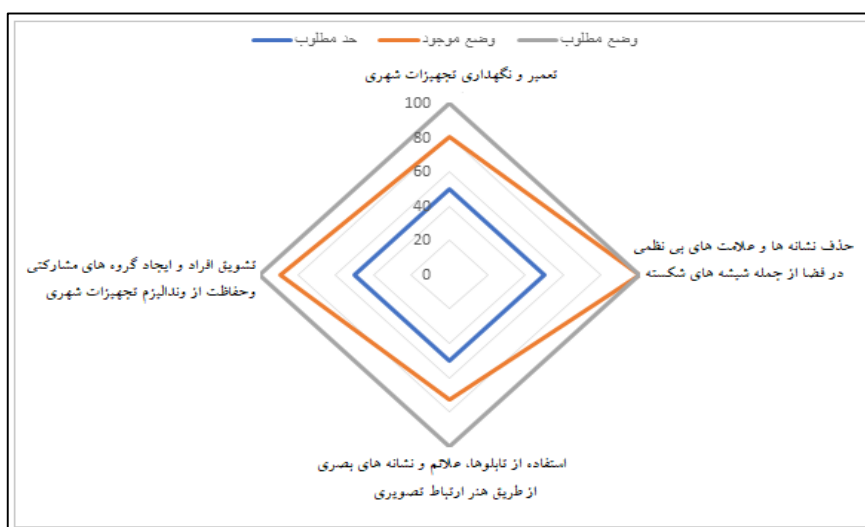 حد مطلوب وضع موجود وضع مطلوب
تعمیر و نگهداری تجهیزات شهری
100
80
60
40
20
0
حذف نشانه ها و علامت های بی نظمی
در فضا از جمله شیشه های شکسته
تشویق افراد و ایجاد گروه های مشارکتی
وحفاظت از وندالیزم تجهیزات شهری
استفاده از تابلوها، علائم و نشانه های بصری
از طریق هنر ارتباط تصویری